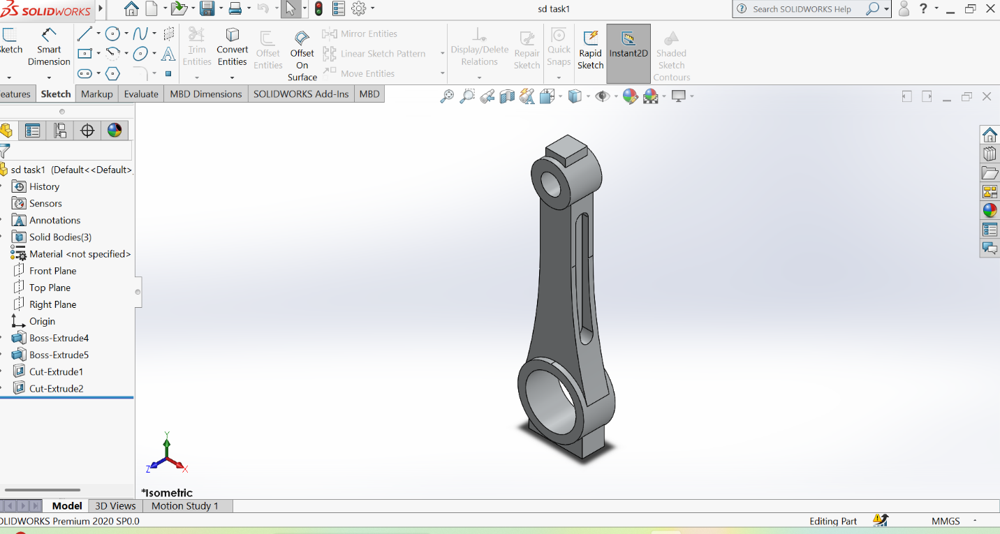 SOLIDWORKS
sd task1
Search SOLIDWORKS Help
?
ketch
Smart
Dimension
Trim
Entities
Convert
Entities
Offset
Entities
Offset
On
Surface
Mirror Entities
Linear Sketch Pattern
Move Entities
Display/Delete
Relations
Repair
Sketch
Quick
Snaps
Rapid
Sketch
Instant2D
Shaded
Sketch
Contours
eatures
Sketch
Markup
Evaluate
MBD Dimensions
SOLIDWORKS Add-Ins
MBD
sd task1 (Default<<Default>
History
Sensors
Annotations
Solid Bodies(3)
Material <not specified>
Front Plane
Top Plane
Right Plane
Origin
Boss-Extrude4
Boss-Extrude5
Cut-Extrude1
Cut-Extrude2
Y
Z
X
*Isometric
Model
3D Views
Motion Study 1
OLIDWORKS Premium 2020 SP0.0
Editing Part
MMGS